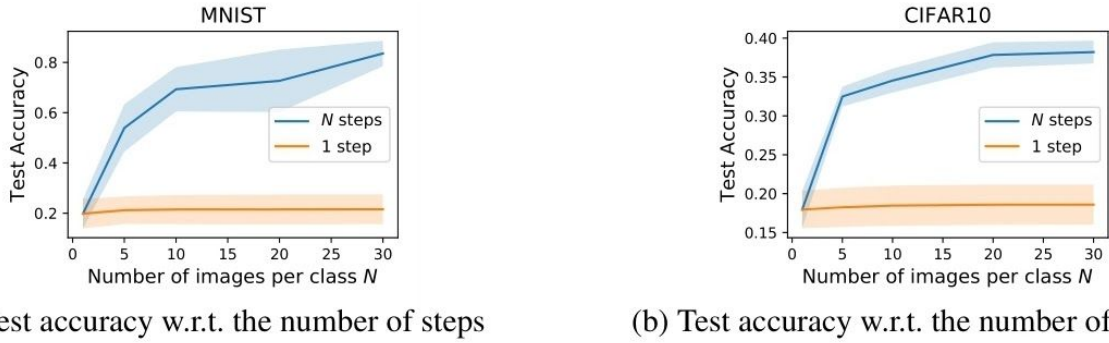 MNIST
Test Accuracy
0.8
0.6
0.4
0.2
N steps
1 step
0 5 10 15 20 25 30
Number of images per class N
CIFAR10
Test Accuracy
0.40
0.35
0.30
0.25
0.20
0.15
N steps
1 step
0 5 10 15 20 25 30
Number of images per class N
est accuracy w.r.t. the number of steps
(b) Test accuracy w.r.t. the number of